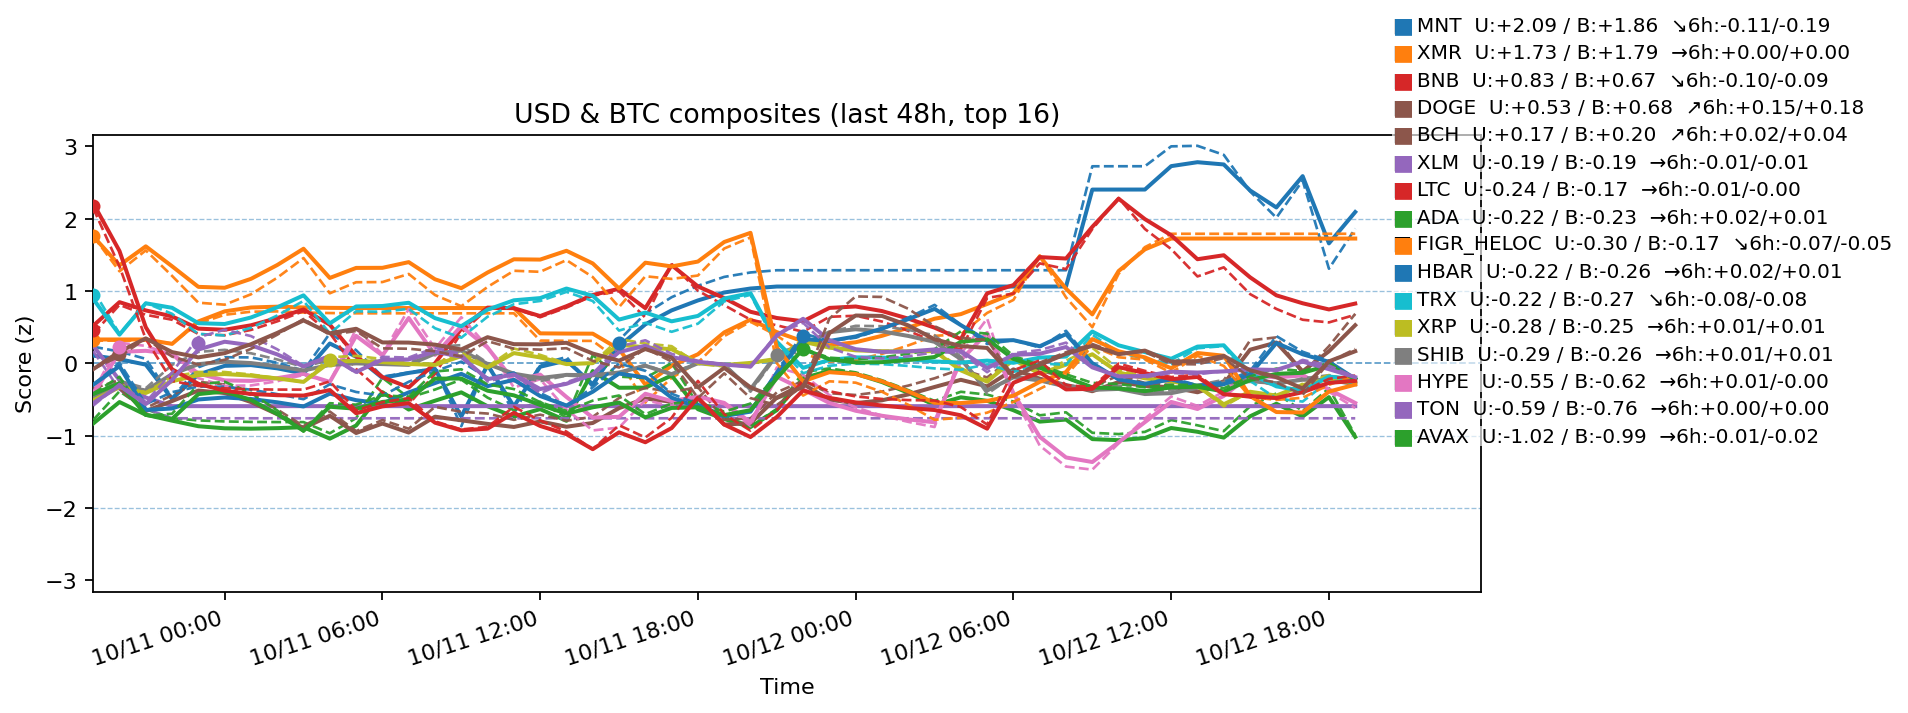 MNT U:+2.09 / B:+1.86 ↘6h:-0.11/-0.19
XMR U:+1.73 / B:+1.79 →6h:+0.00/+0.00
BNB U:+0.83 / B:+0.67 ↘6h:-0.10/-0.09
DOGE U:+0.53 / B:+0.68 ↗6h:+0.15/+0.18
BCH U:+0.17 / B:+0.20 ↗6h:+0.02/+0.04
XLM U:-0.19 / B:-0.19 →6h:-0.01/-0.01
LTC U:-0.24 / B:-0.17 →6h:-0.01/-0.00
ADA U:-0.22 / B:-0.23 →6h:+0.02/+0.01
FIGR_HELOC U:-0.30 / B:-0.17 ↘6h:-0.07/-0.05
HBAR U:-0.22 / B:-0.26 →6h:+0.02/+0.01
TRX U:-0.22 / B:-0.27 ↘6h:-0.08/-0.08
XRP U:-0.28 / B:-0.25 →6h:+0.01/+0.01
SHIB U:-0.29 / B:-0.26 →6h:+0.01/+0.01
HYPE U:-0.55 / B:-0.62 →6h:+0.01/-0.00
TON U:-0.59 / B:-0.76 →6h:+0.00/+0.00
AVAX U:-1.02 / B:-0.99 →6h:-0.01/-0.02
USD & BTC composites (last 48h, top 16)
Score (z)
3
2
1
0
−1
−2
−3
10/11 00:00
10/11 06:00
10/11 12:00
10/11 18:00
10/12 00:00
10/12 06:00
10/12 12:00
10/12 18:00
Time